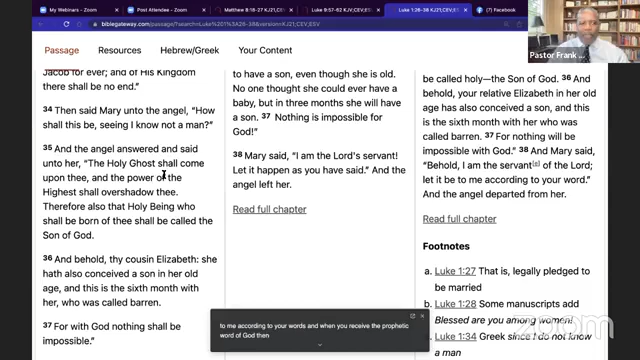 My Webinars - Zoom
Post Attendee - Zoom
Matthew 8:18-27 KJ21;CEV;ES
Luke 9:57-62 KJ21;CEV;ESV
Luke 1:26-38 KJ21;CEV;ESV
(7) Facebook
biblegateway.com/passage/?search=Luke%201%3A26-38&version=KJ21;CEV;ESV
Passage
Resources
Hebrew/Greek
Your Content
Pastor Frank
Jacob for ever; and of His Kingdom
there shall be no end.”
34 Then said Mary unto the angel, “How
shall this be, seeing I know not a man?”
35 And the angel answered and said
unto her, “The Holy Ghost shall come
upon thee, and the power of the
Highest shall overshadow thee.
Therefore also that Holy Being who
shall be born of thee shall be called the
Son of God.
36 And behold, thy cousin Elizabeth: she
hath also conceived a son in her old
age, and this is the sixth month with
her, who was called barren.
37 For with God nothing shall be
impossible.”
to have a son, even though she is old.
No one thought she could ever have a
baby, but in three months she will have
a son. 37 Nothing is impossible for
God!”
38 Mary said, “I am the Lord's servant!
Let it happen as you have said.” And the
angel left her.
Read full chapter
be called holy—the Son of God. 36 And
behold, your relative Elizabeth in her old
age has also conceived a son, and this
is the sixth month with her who was
called barren. 37 For nothing will be
impossible with God.” 38 And Mary said,
“Behold, I am the servant[e] of the Lord;
let it be to me according to your word.”
And the angel departed from her.
Read full chapter
Footnotes
a. Luke 1:27 That is, legally pledged to
be married
b. Luke 1:28 Some manuscripts add
Blessed are you among women!
c. Luke 1:34 Greek since I do not know
a man
to me according to your words and when you receive the prophetic
word of God then
zoom